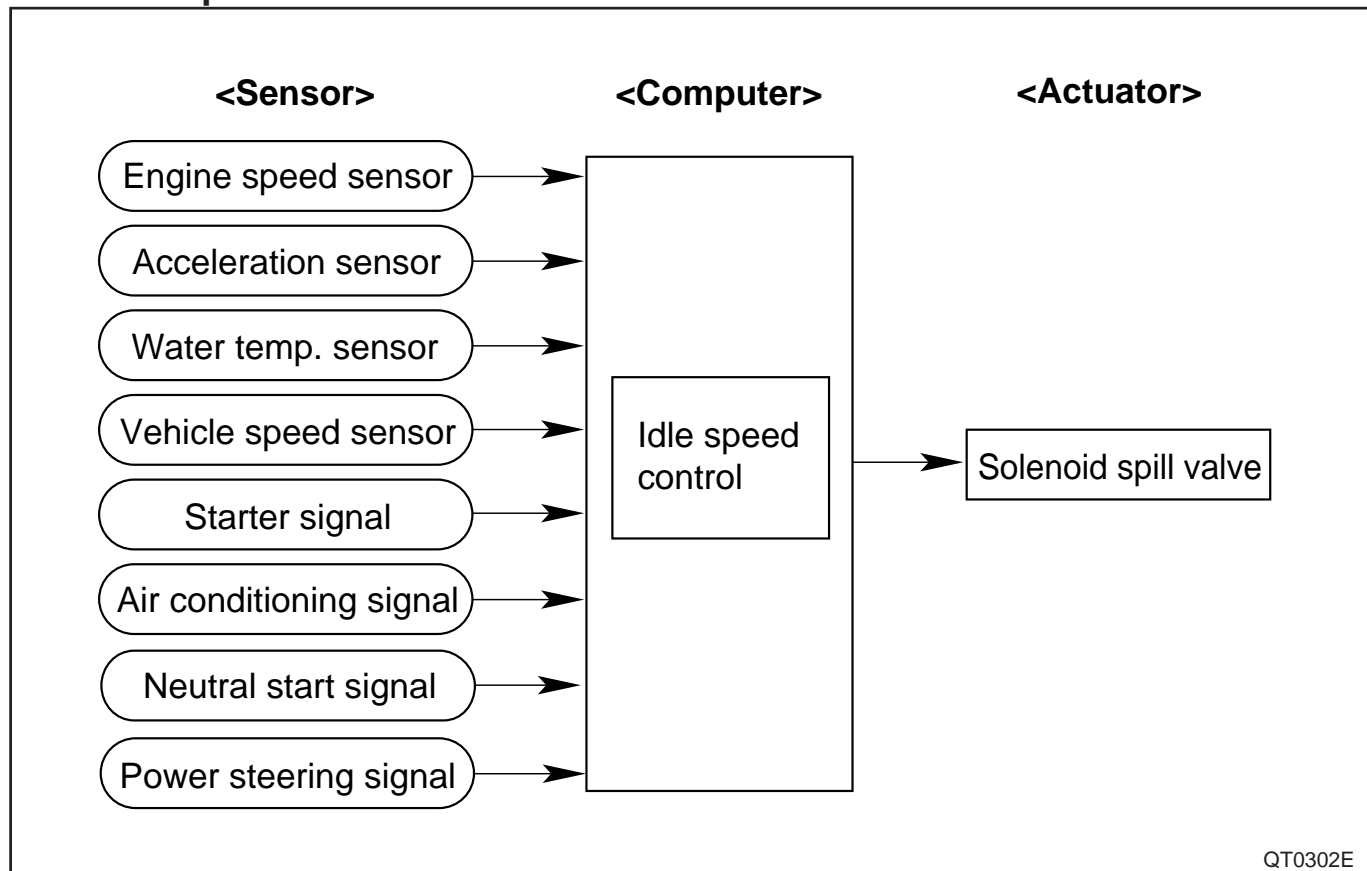 <Sensor>
<Computer>
<Actuator>
Engine speed sensor
Acceleration sensor
Water temp. sensor
Vehicle speed sensor
Starter signal
Air conditioning signal
Neutral start signal
Power steering signal
Idle speed
control
Solenoid spill valve
QT0302E